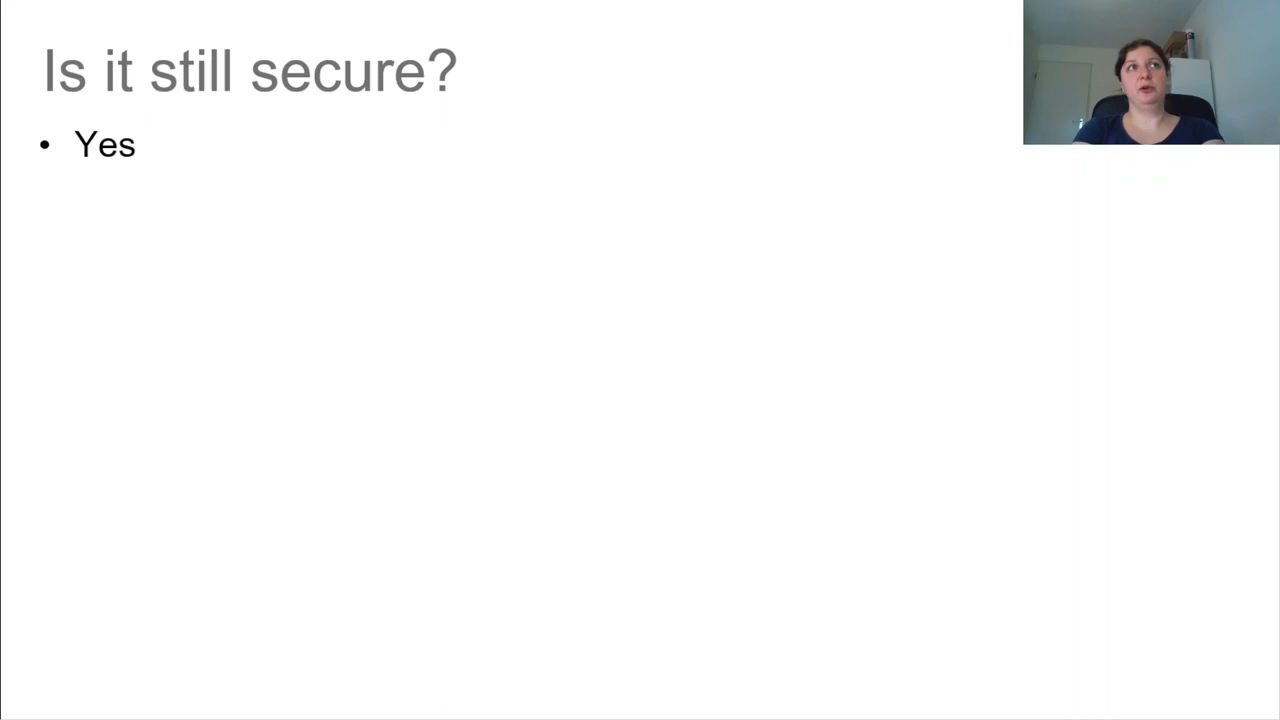 Is it still secure?
• Yes